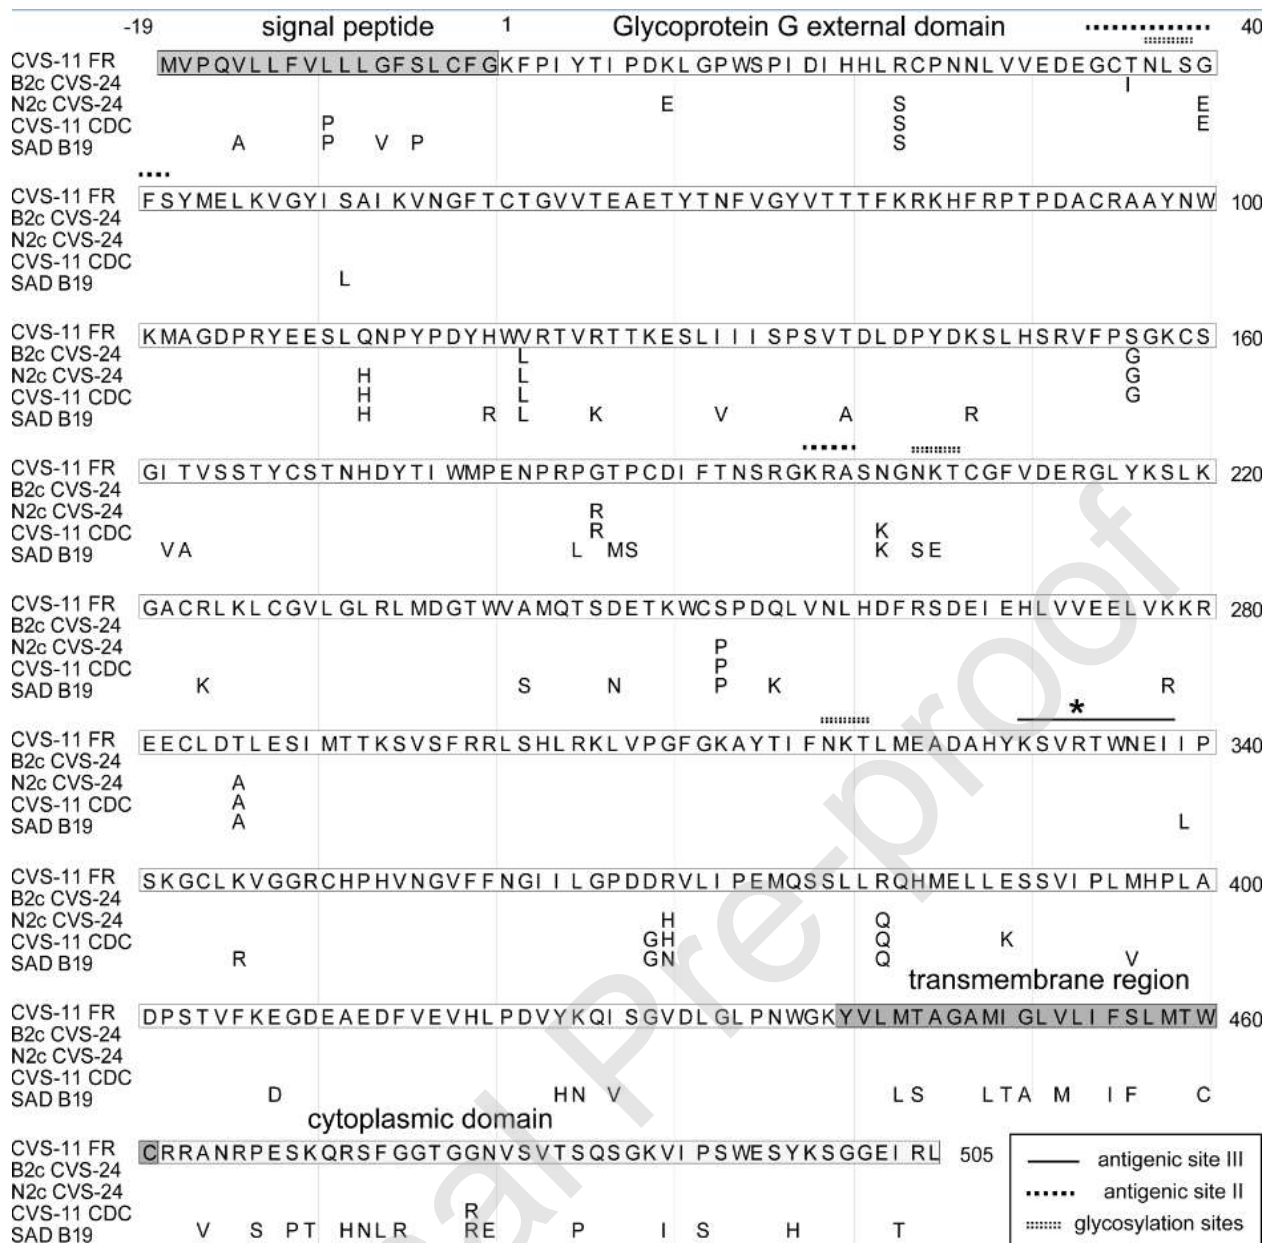 -19 signal peptide 1 Glycoprotein G external domain 40
CVS-11 FR MVPQVLLFVLLLGFSLCFGKFPIYTIPDKLGPWSPIDIHHLRCPNNLVVEDEGCTNLSG
B2c CVS-24 I
N2c CVS-24 E S E
CVS-11 CDC P S E
SAD B19 A P V P S
CVS-11 FR FSYMELKVGYISAIKVNGFTCTGVVTEAETYTNFVGYVTTTFKRKHFRPTPDACRAAYNW 100
B2c CVS-24
N2c CVS-24
CVS-11 CDC
SAD B19 L
CVS-11 FR KMAGDPRYEESLQNPYPDYHWVRTVRTTKESLIIISPSVTDLDPYDKSLHSRVFPSGKCS 160
B2c CVS-24 L G
N2c CVS-24 H L G
CVS-11 CDC H L G
SAD B19 H R L K V A R
CVS-11 FR GITVSSTYCSTNHDYTIWMPENPRPGTPCDIFTNSRGKRASNGNKTCGFVDERGLYKSLK 220
B2c CVS-24
N2c CVS-24 R
CVS-11 CDC R K
SAD B19 VA L MS K SE
CVS-11 FR GACRLKLCGVLGLRLMDGTWVAMQTSDETKWCSPDQLVNLHDFRSDEIEHLVVEELVKKR 280
B2c CVS-24
N2c CVS-24 P
CVS-11 CDC P
SAD B19 K S N P K R
*
CVS-11 FR EECLDTLESIMTTKSVSFRRLSHLRKLVPGFGKAYTIFNKTLMEADAHYKSVRTWNEIIP 340
B2c CVS-24
N2c CVS-24 A
CVS-11 CDC A
SAD B19 A L
CVS-11 FR SKGCLKVGGRCHPHVNGVFFNGIILGPDDRVLIPEMQSSLLRQHMELLESSVIPLMHPLA 400
B2c CVS-24
N2c CVS-24 H Q
CVS-11 CDC GH Q K
SAD B19 R GN Q V
transmembrane region
CVS-11 FR DPSTVFKEGDEAEDFVEVHLPDVYKQISGVDLGLPNWGKYVLMTAGAMIGLVLIFSLMTW 460
B2c CVS-24
N2c CVS-24
CVS-11 CDC
SAD B19 D HN V LS LTA M IF C
cytoplasmic domain
CVS-11 FR CRRANRPESKQRSFGGTGGNVSVTSQSGKVIPSWESYKSGGEIRL 505
B2c CVS-24
N2c CVS-24
CVS-11 CDC R
SAD B19 V S PT HNLR RE P I S H T
antigenic site III
antigenic site II
glycosylation sites